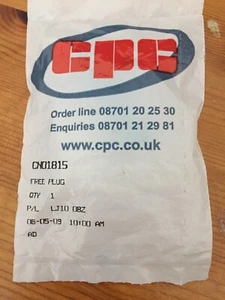 cpc
Order line 08701 20 25 30
Enquiries 08701 21 29 81
www.cpc.co.uk
CN01815
FREE PLUG
QTY 1
P/L LJ10 08Z
06-05-09 10:00 AM
AO